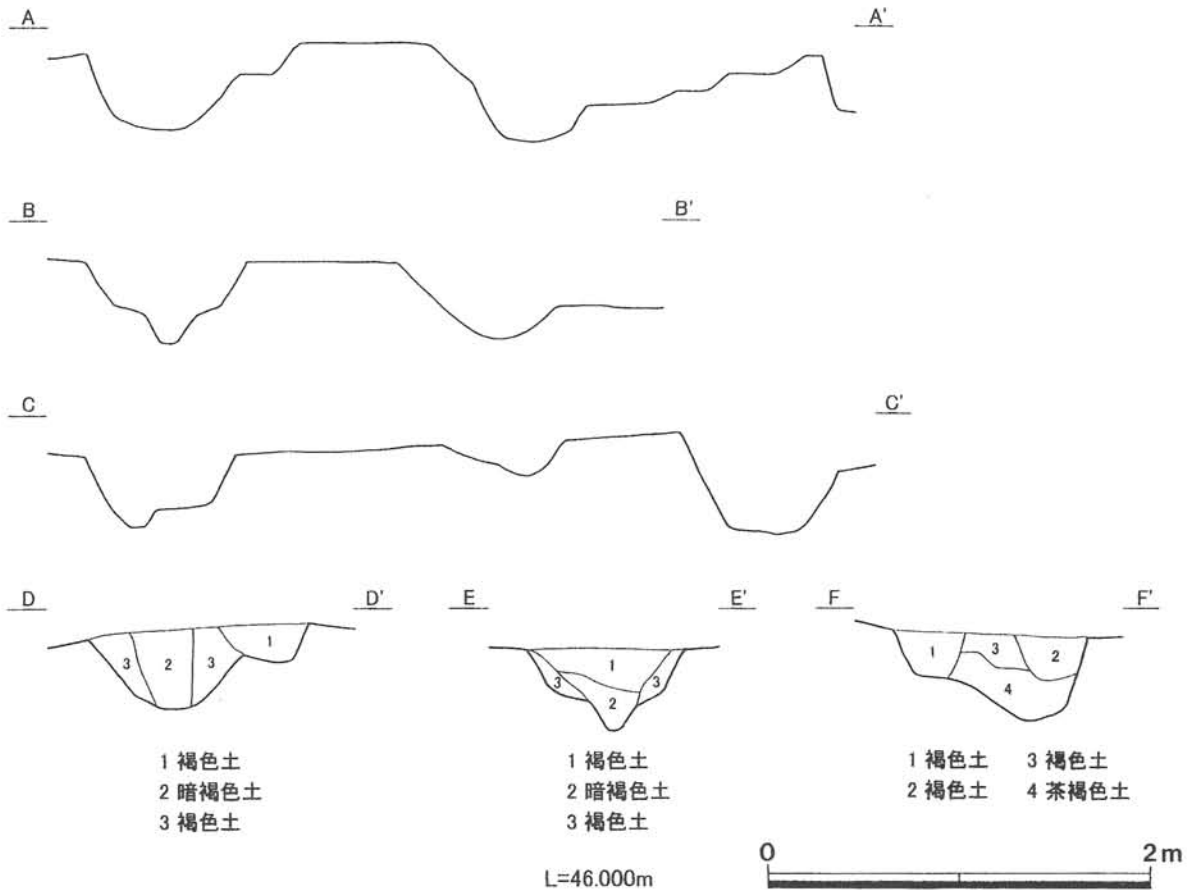 A A'
B B'
C C'
D D' E E' F F'
3 2 3 1
1 3 2 3
1 3 2 4
1 褐色土
2 暗褐色土
3 褐色土
1 褐色土
2 暗褐色土
3 褐色土
1 褐色土 3 褐色土
2 褐色土 4 茶褐色土
L=46.000m
0 2m